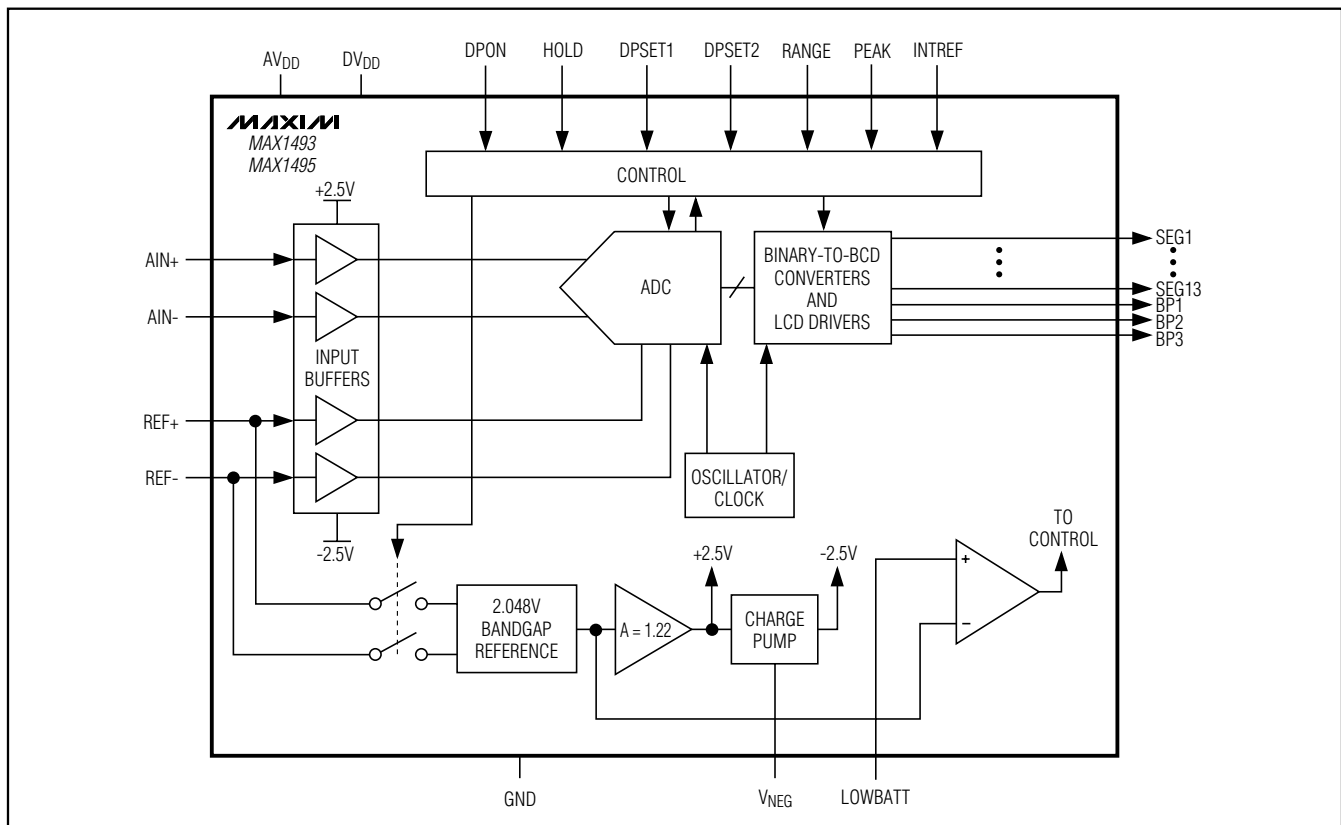 AVDD
DVDD
DPON
HOLD
DPSET1
DPSET2
RANGE
PEAK
INTREF
MAXIM
MAX1493
MAX1495
CONTROL
+2.5V
AIN+
AIN-
INPUT
BUFFERS
REF+
REF-
-2.5V
ADC
BINARY-TO-BCD
CONVERTERS
AND
LCD DRIVERS
SEG1
SEG13
BP1
BP2
BP3
OSCILLATOR/
CLOCK
2.048V
BANDGAP
REFERENCE
A = 1.22
+2.5V
CHARGE
PUMP
-2.5V
+
−
TO
CONTROL
GND
VNEG
LOWBATT